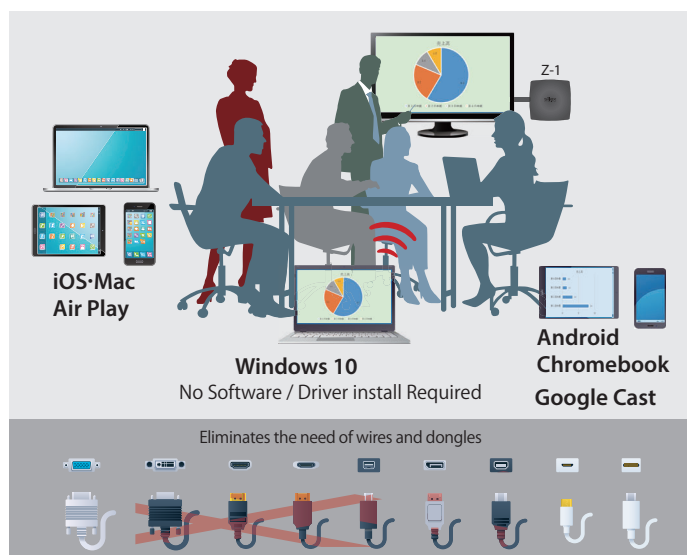 Z-1
iOS·Mac
Air Play
Windows 10
No Software / Driver install Required
Android
Chromebook
Google Cast
Eliminates the need of wires and dongles